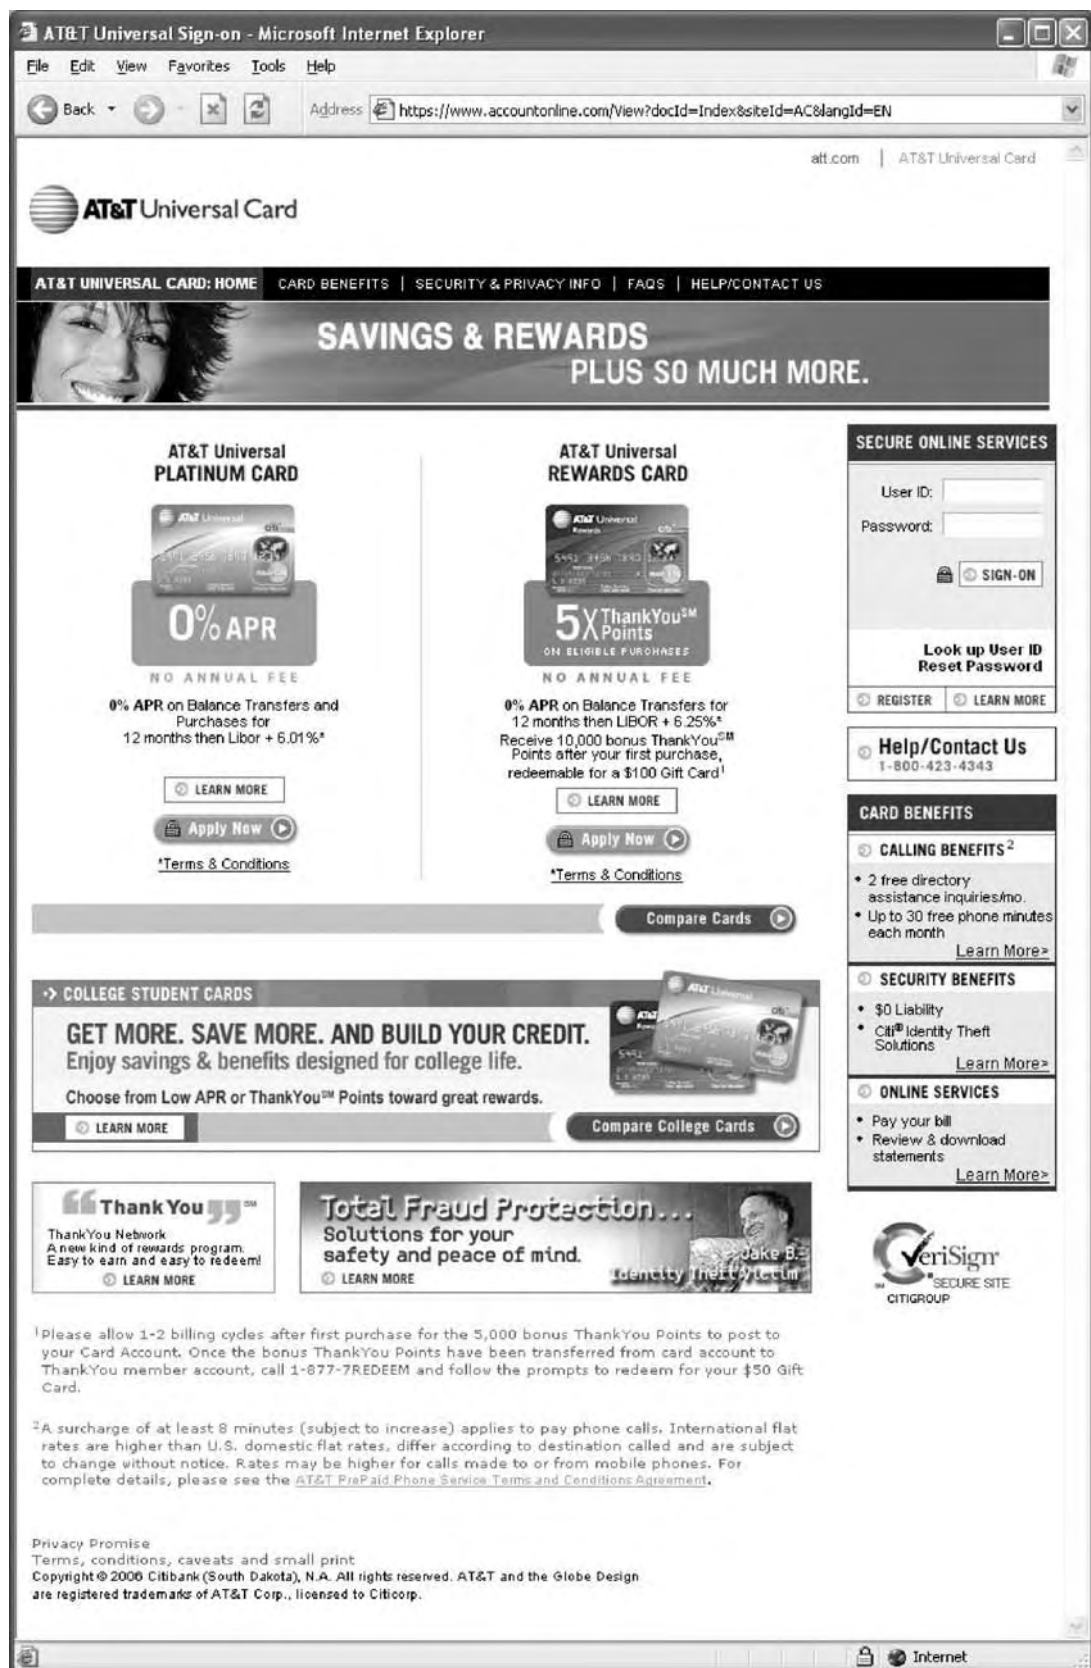 AT&T Universal Sign-on - Microsoft Internet Explorer
File Edit View Favorites Tools Help
Back Address https://www.accountonline.com/View?docId=Index&siteId=AC&langId=EN
att.com | AT&T Universal Card
AT&T Universal Card
AT&T UNIVERSAL CARD: HOME CARD BENEFITS | SECURITY & PRIVACY INFO | FAQS | HELP/CONTACT US
SAVINGS & REWARDS
PLUS SO MUCH MORE.
AT&T Universal
PLATINUM CARD
AT&T Universal
citi
0% APR
NO ANNUAL FEE
0% APR on Balance Transfers and
Purchases for
12 months then Libor + 6.01%*
LEARN MORE
Apply Now
*Terms & Conditions
AT&T Universal
REWARDS CARD
AT&T Universal
Rewards
citi
5X ThankYou℠
Points
ON ELIGIBLE PURCHASES
NO ANNUAL FEE
0% APR on Balance Transfers for
12 months then LIBOR + 6.25%*
Receive 10,000 bonus ThankYou℠
Points after your first purchase,
redeemable for a $100 Gift Card¹
LEARN MORE
Apply Now
*Terms & Conditions
Compare Cards
COLLEGE STUDENT CARDS
GET MORE. SAVE MORE. AND BUILD YOUR CREDIT.
Enjoy savings & benefits designed for college life.
Choose from Low APR or ThankYou℠ Points toward great rewards.
LEARN MORE
Compare College Cards
AT&T Universal
citi
ThankYou ℠
ThankYou Network
A new kind of rewards program.
Easy to earn and easy to redeem!
LEARN MORE
Total Fraud Protection...
Solutions for your
safety and peace of mind.
LEARN MORE
Jake B.
Identity Theft Victim
SECURE ONLINE SERVICES
User ID:
Password:
SIGN-ON
Look up User ID
Reset Password
REGISTER LEARN MORE
Help/Contact Us
1-800-423-4343
CARD BENEFITS
CALLING BENEFITS²
• 2 free directory
assistance inquiries/mo.
• Up to 30 free phone minutes
each month
Learn More>
SECURITY BENEFITS
• $0 Liability
• Citi® Identity Theft
Solutions
Learn More>
ONLINE SERVICES
• Pay your bill
• Review & download
statements
Learn More>
VeriSign
SECURE SITE
CITIGROUP
¹Please allow 1-2 billing cycles after first purchase for the 5,000 bonus ThankYou Points to post to
your Card Account. Once the bonus ThankYou Points have been transferred from card account to
ThankYou member account, call 1-877-7REDEEM and follow the prompts to redeem for your $50 Gift
Card.
²A surcharge of at least 8 minutes (subject to increase) applies to pay phone calls. International flat
rates are higher than U.S. domestic flat rates, differ according to destination called and are subject
to change without notice. Rates may be higher for calls made to or from mobile phones. For
complete details, please see the AT&T PrePaid Phone Service Terms and Conditions Agreement.
Privacy Promise
Terms, conditions, caveats and small print
Copyright © 2006 Citibank (South Dakota), N.A. All rights reserved. AT&T and the Globe Design
are registered trademarks of AT&T Corp., licensed to Citicorp.
Internet